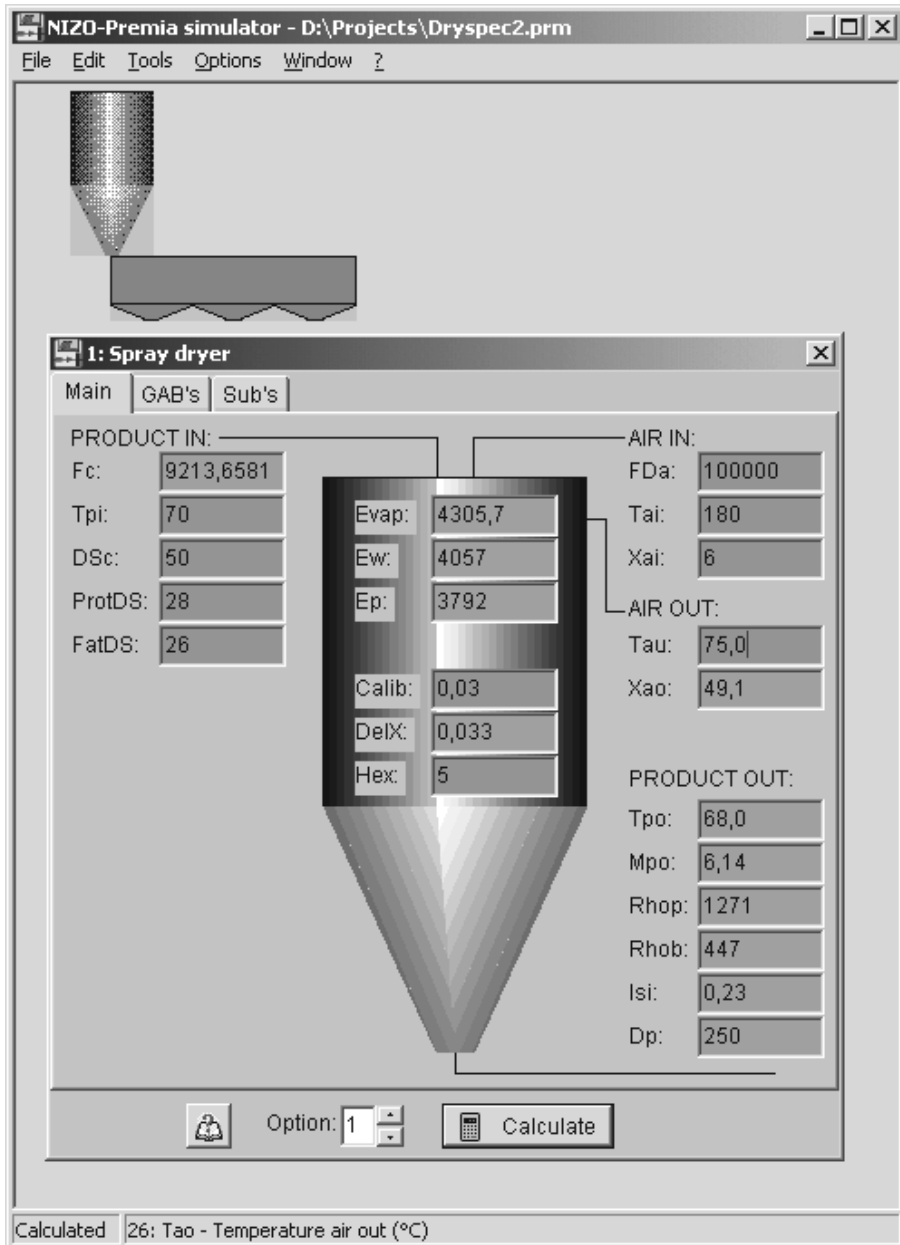 NIZO-Premia simulator - D:\Projects\Dryspec2.prm
File Edit Tools Options Window ?
1: Spray dryer
Main GAB's Sub's
PRODUCT IN:
Fc: 9213,6581
Tpi: 70
DSc: 50
ProtDS: 28
FatDS: 26
Evap: 4305,7
Ew: 4057
Ep: 3792
Calib: 0,03
DelX: 0,033
Hex: 5
AIR IN:
FDa: 100000
Tai: 180
Xai: 6
AIR OUT:
Tau: 75,0
Xao: 49,1
PRODUCT OUT:
Tpo: 68,0
Mpo: 6,14
Rhop: 1271
Rhob: 447
Isi: 0,23
Dp: 250
Option: 1 Calculate
Calculated 26: Tao - Temperature air out (°C)